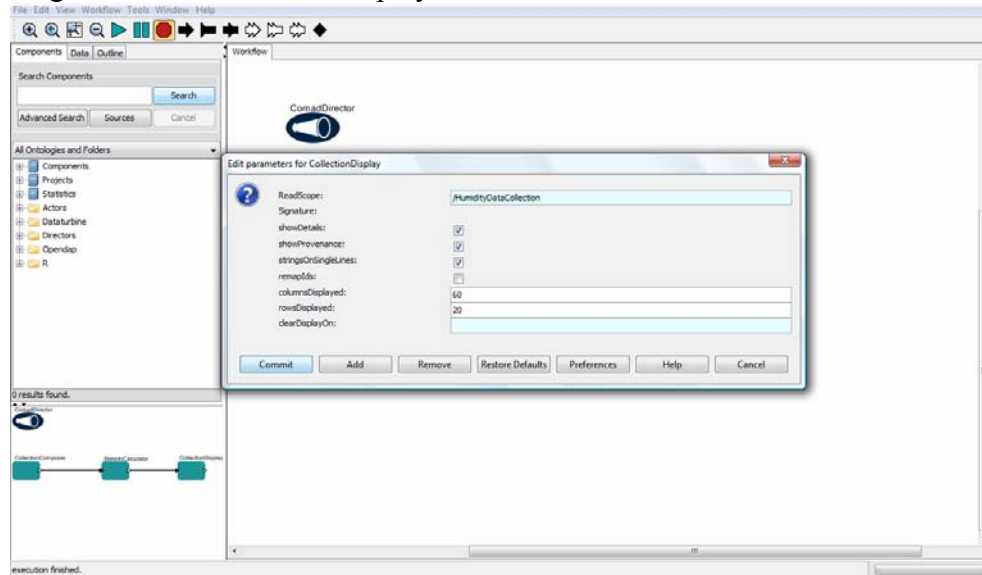 File Edit View Workflow Tools Window Help
Components Data Outline
Workflow
Search Components
Search
Advanced Search Sources Cancel
All Ontologies and Folders
Components
Projects
Statistics
Actors
Dataturbine
Directors
Opendap
R
ComadDirector
Edit parameters for CollectionDisplay
ReadScope: /HumidityDataCollection
Signature:
showDetails:
showProvenance:
stringsOnSingleLines:
remapIds:
columnsDisplayed: 60
rowsDisplayed: 20
clearDisplayOn:
Commit Add Remove Restore Defaults Preferences Help Cancel
0 results found.
ComadDirector
CollectionComposer CollectionDisplay
execution finished.